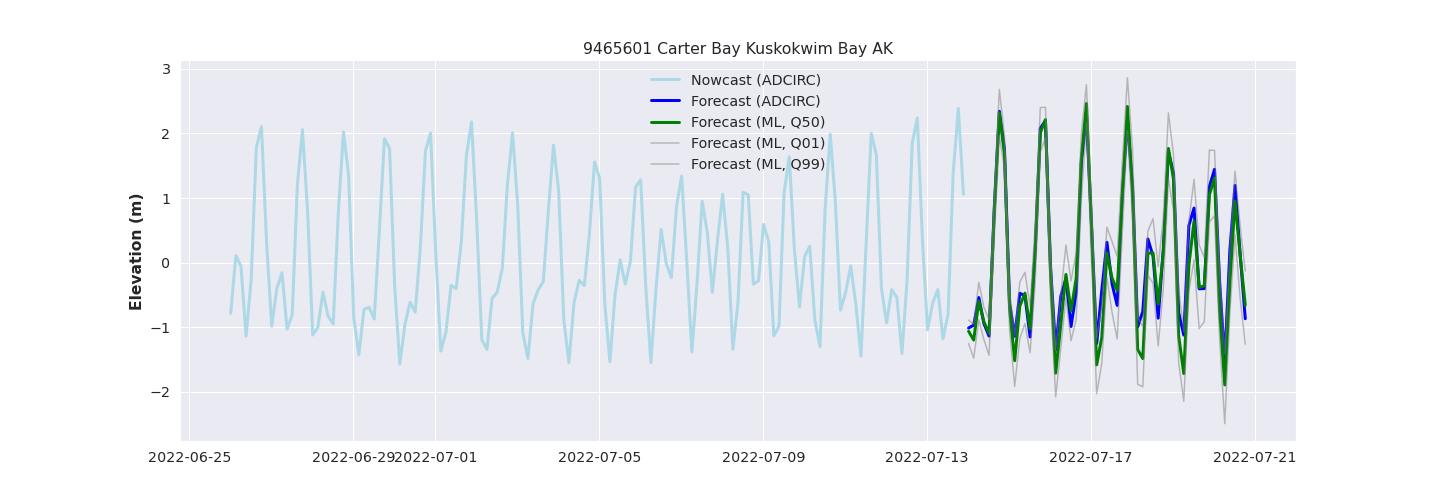 9465601 Carter Bay Kuskokwim Bay AK
Nowcast (ADCIRC)
Forecast (ADCIRC)
Forecast (ML, Q50)
Forecast (ML, Q01)
Forecast (ML, Q99)
Elevation (m)
3
2
1
0
−1
−2
2022-06-25
2022-06-29
2022-07-01
2022-07-05
2022-07-09
2022-07-13
2022-07-17
2022-07-21